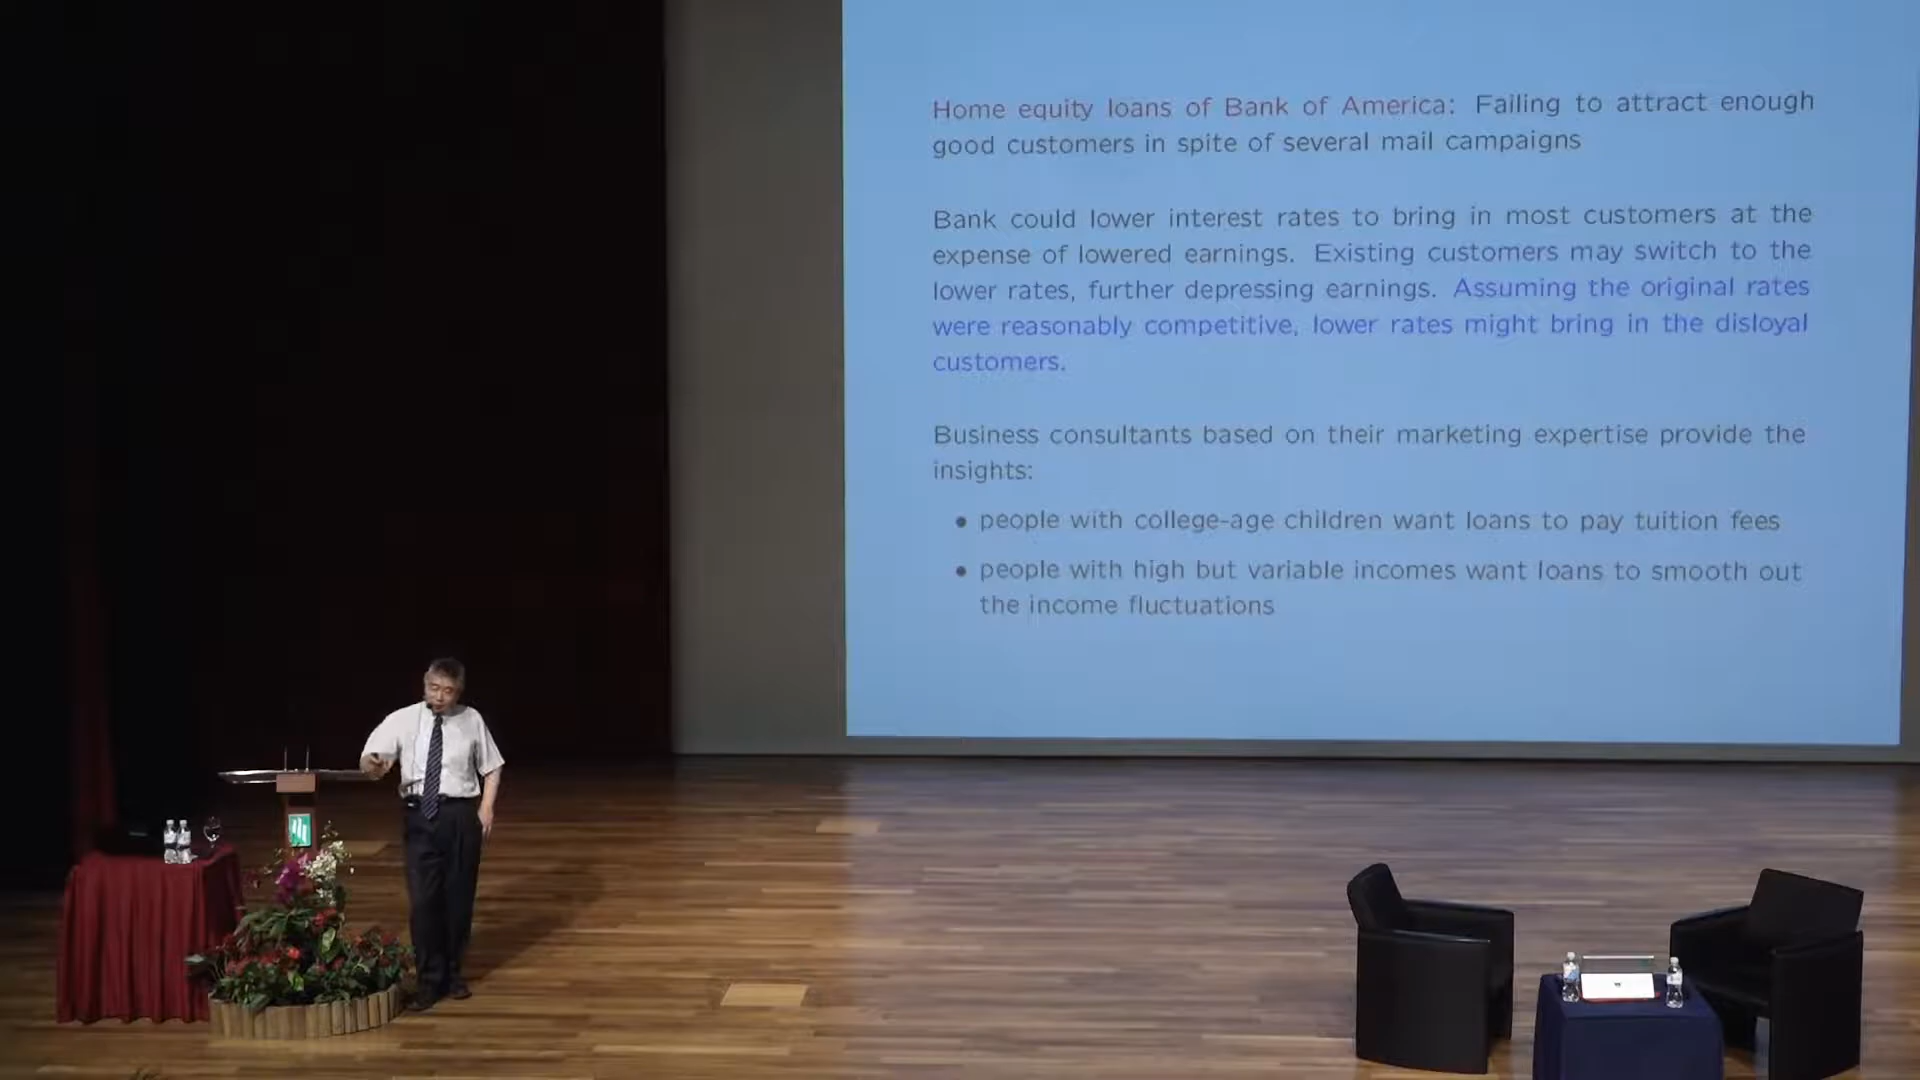 Home equity loans of Bank of America: Failing to attract enough
good customers in spite of several mail campaigns
Bank could lower interest rates to bring in most customers at the
expense of lowered earnings. Existing customers may switch to the
lower rates, further depressing earnings. Assuming the original rates
were reasonably competitive, lower rates might bring in the disloyal
customers.
Business consultants based on their marketing expertise provide the
insights:
• people with college-age children want loans to pay tuition fees
• people with high but variable incomes want loans to smooth out
the income fluctuations